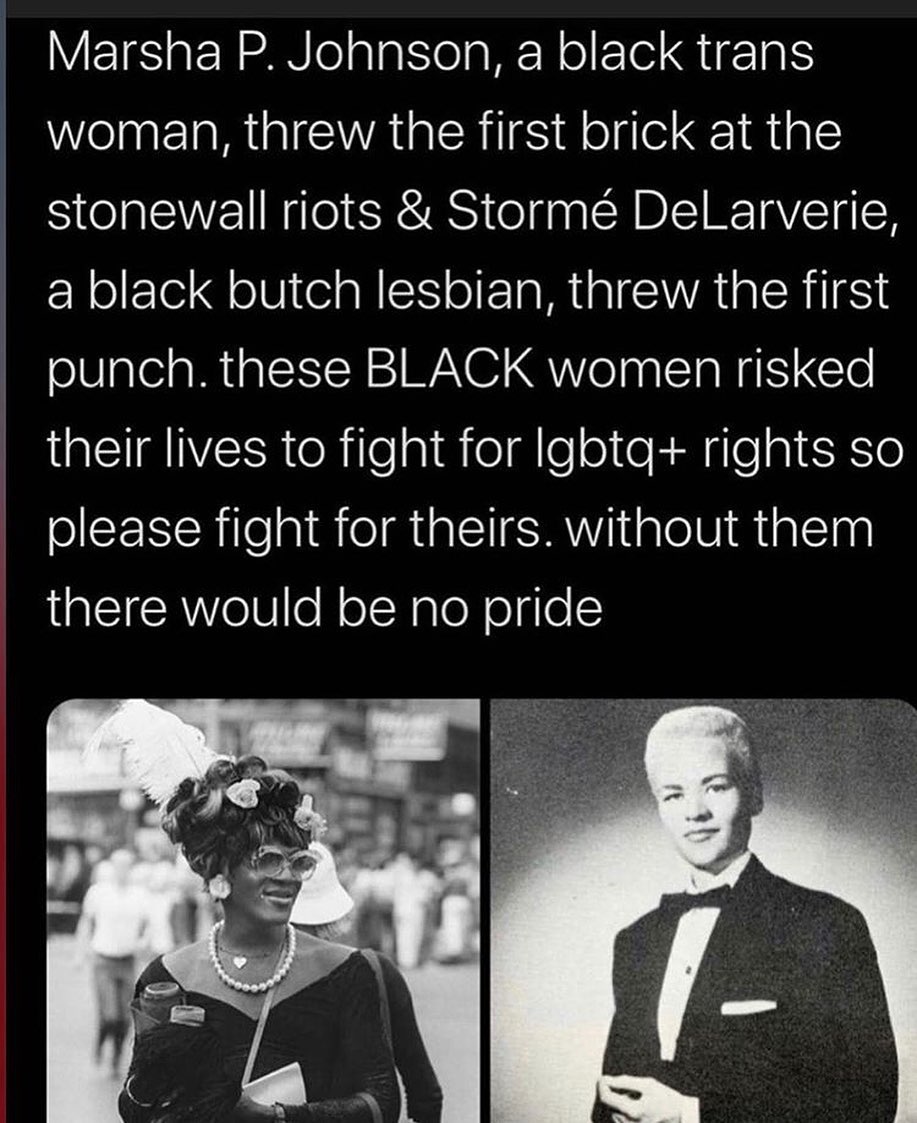 Marsha P. Johnson, a black trans
woman, threw the first brick at the
stonewall riots & Stormé DeLarverie,
a black butch lesbian, threw the first
punch. these BLACK women risked
their lives to fight for lgbtq+ rights so
please fight for theirs. without them
there would be no pride